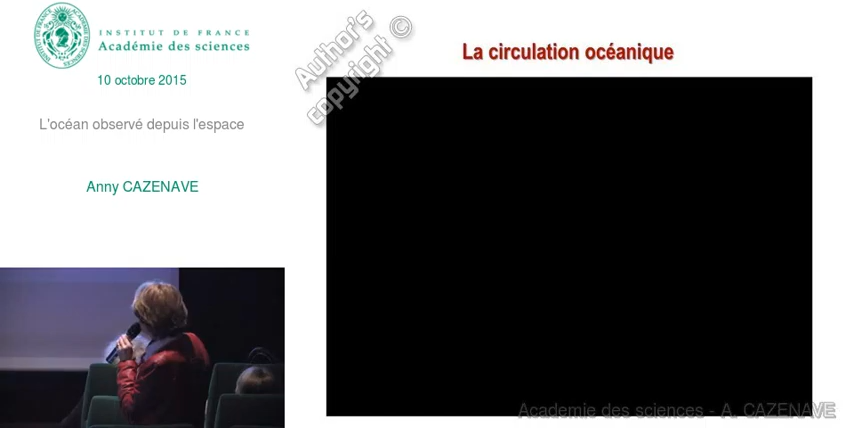 INSTITUT DE FRANCE
Académie des sciences
10 octobre 2015
L'océan observé depuis l'espace
Anny CAZENAVE
Author's
copyright ©
La circulation océanique
Academie des sciences - A. CAZENAVE